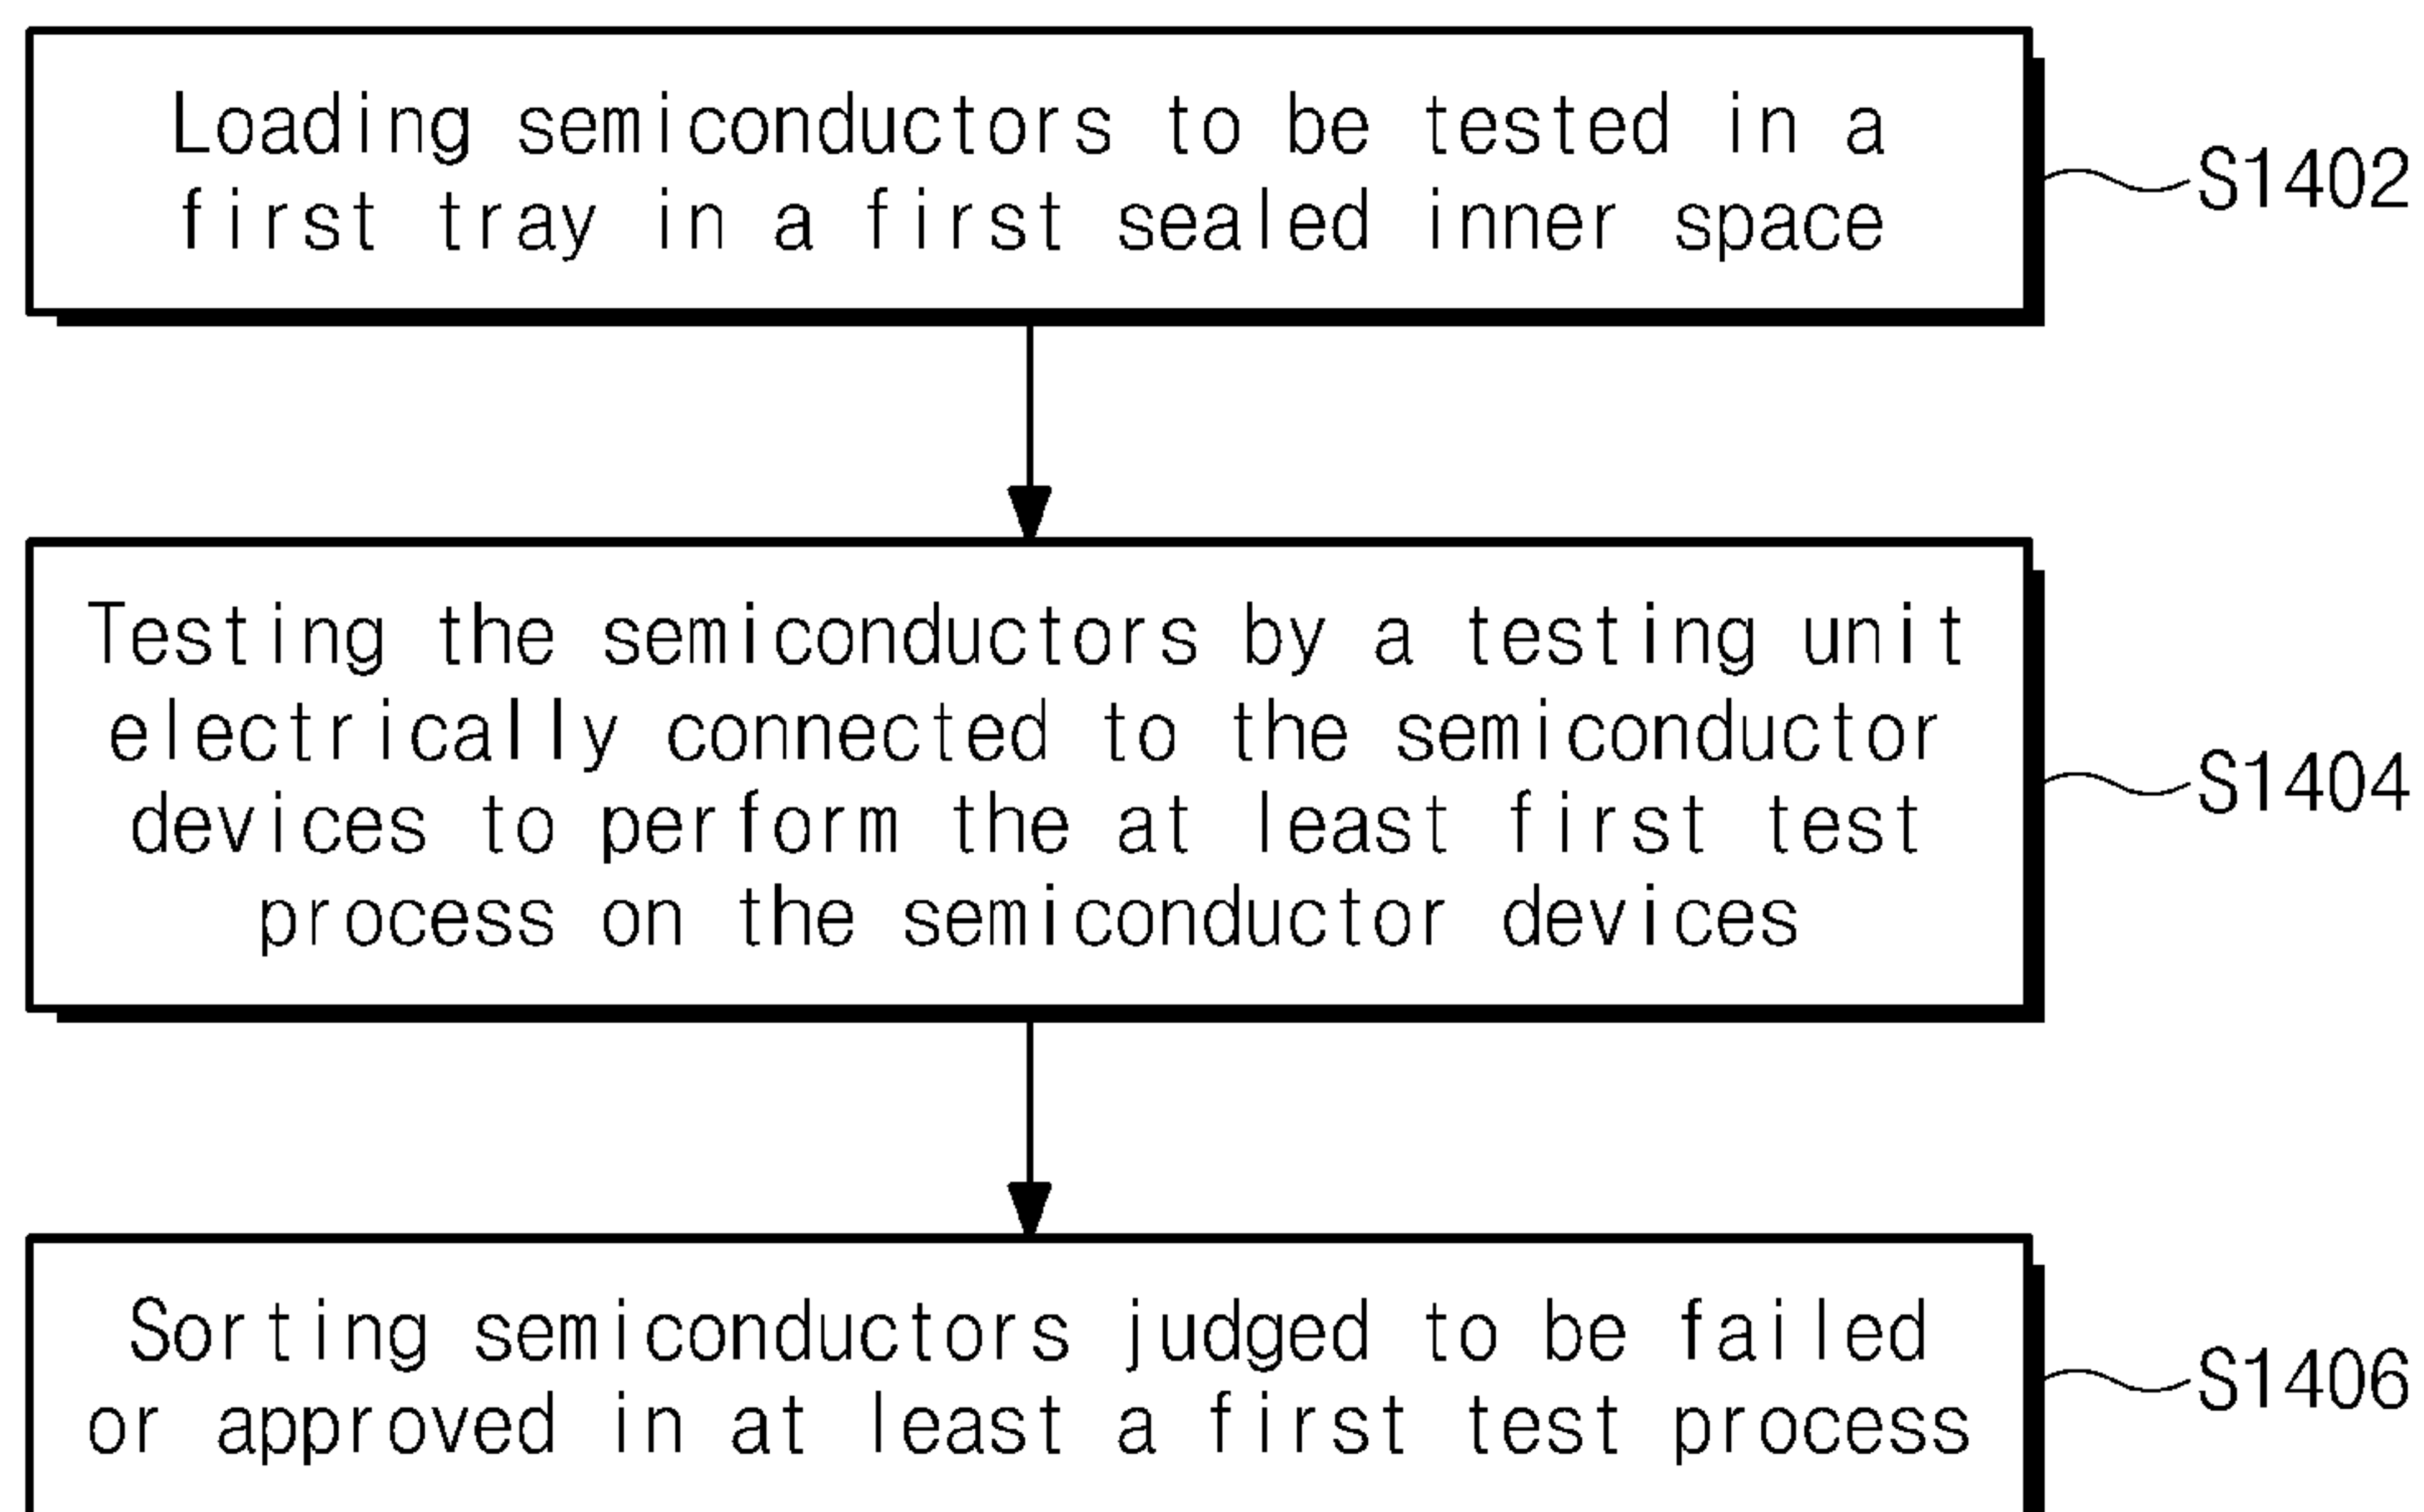 Loading semiconductors to be tested in a
first tray in a first sealed inner space
S1402
Testing the semiconductors by a testing unit
electrically connected to the semiconductor
devices to perform the at least first test
process on the semiconductor devices
S1404
Sorting semiconductors judged to be failed
or approved in at least a first test process
S1406